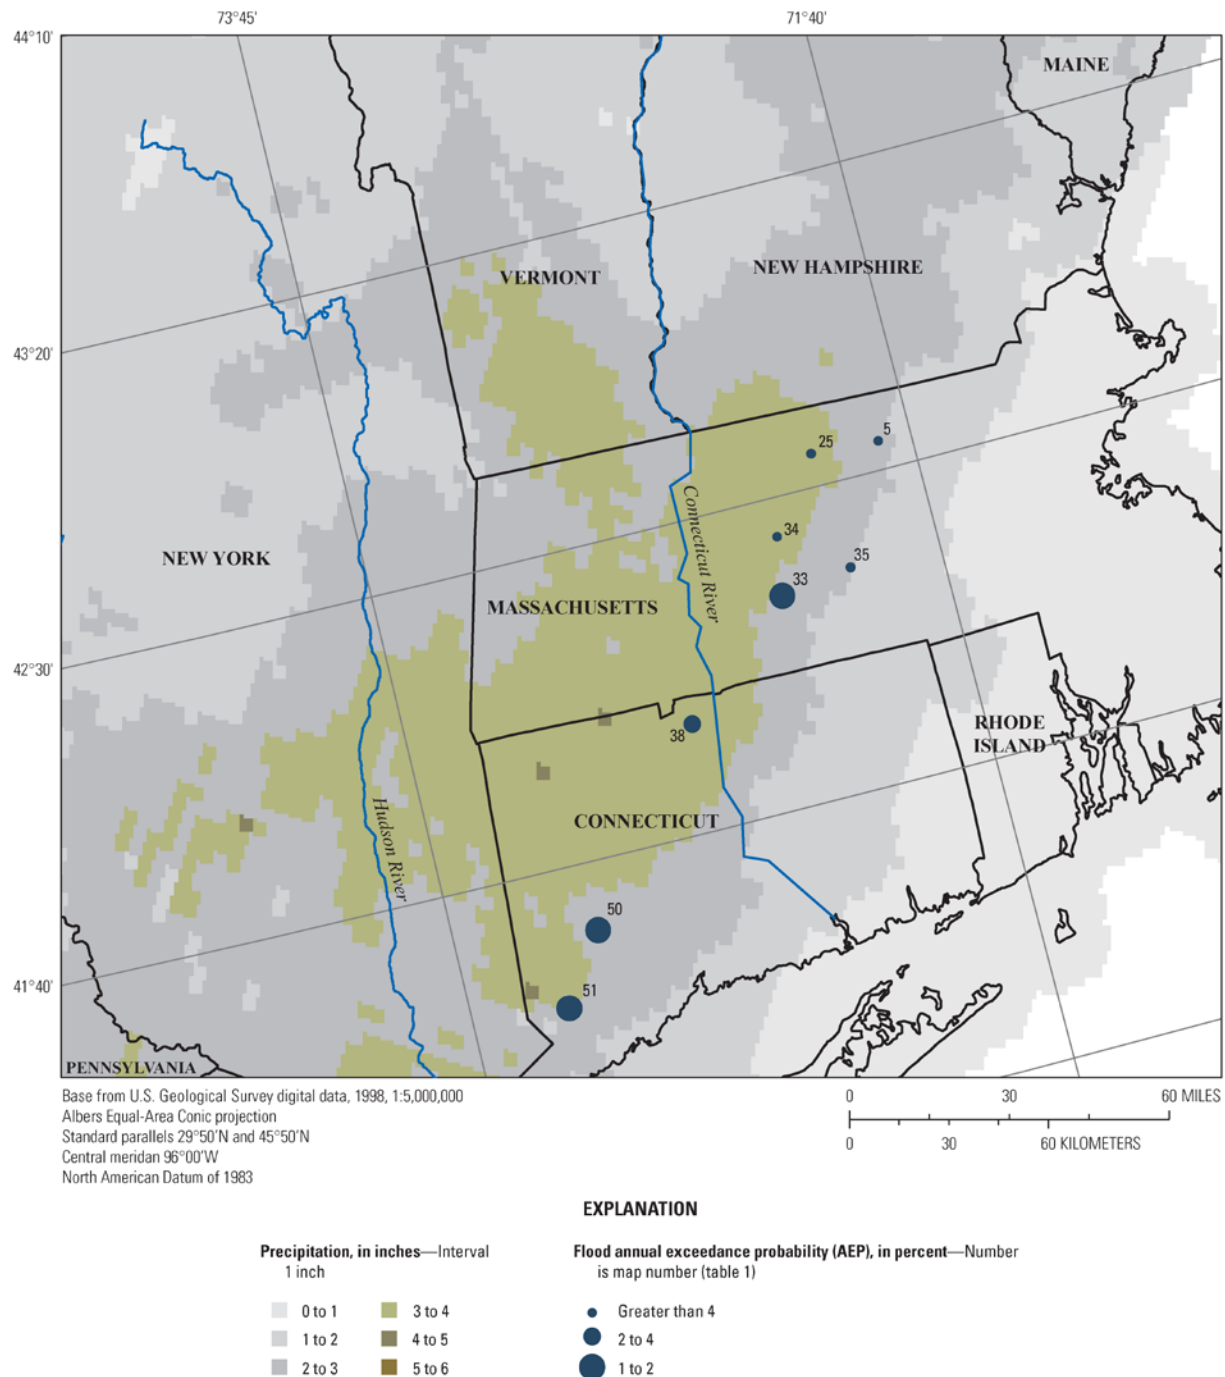 73°45'
71°40'
44°10'
MAINE
VERMONT
NEW HAMPSHIRE
43°20'
5
25
Connecticut River
34
NEW YORK
35
33
MASSACHUSETTS
42°30'
RHODE
ISLAND
38
Hudson River
CONNECTICUT
50
41°40'
51
PENNSYLVANIA
Base from U.S. Geological Survey digital data, 1998, 1:5,000,000
Albers Equal-Area Conic projection
Standard parallels 29°50'N and 45°50'N
Central meridian 96°00'W
North American Datum of 1983
0 30 60 MILES
0 30 60 KILOMETERS
EXPLANATION
Precipitation, in inches—Interval
1 inch
0 to 1
1 to 2
2 to 3
3 to 4
4 to 5
5 to 6
Flood annual exceedance probability (AEP), in percent—Number
is map number (table 1)
Greater than 4
2 to 4
1 to 2